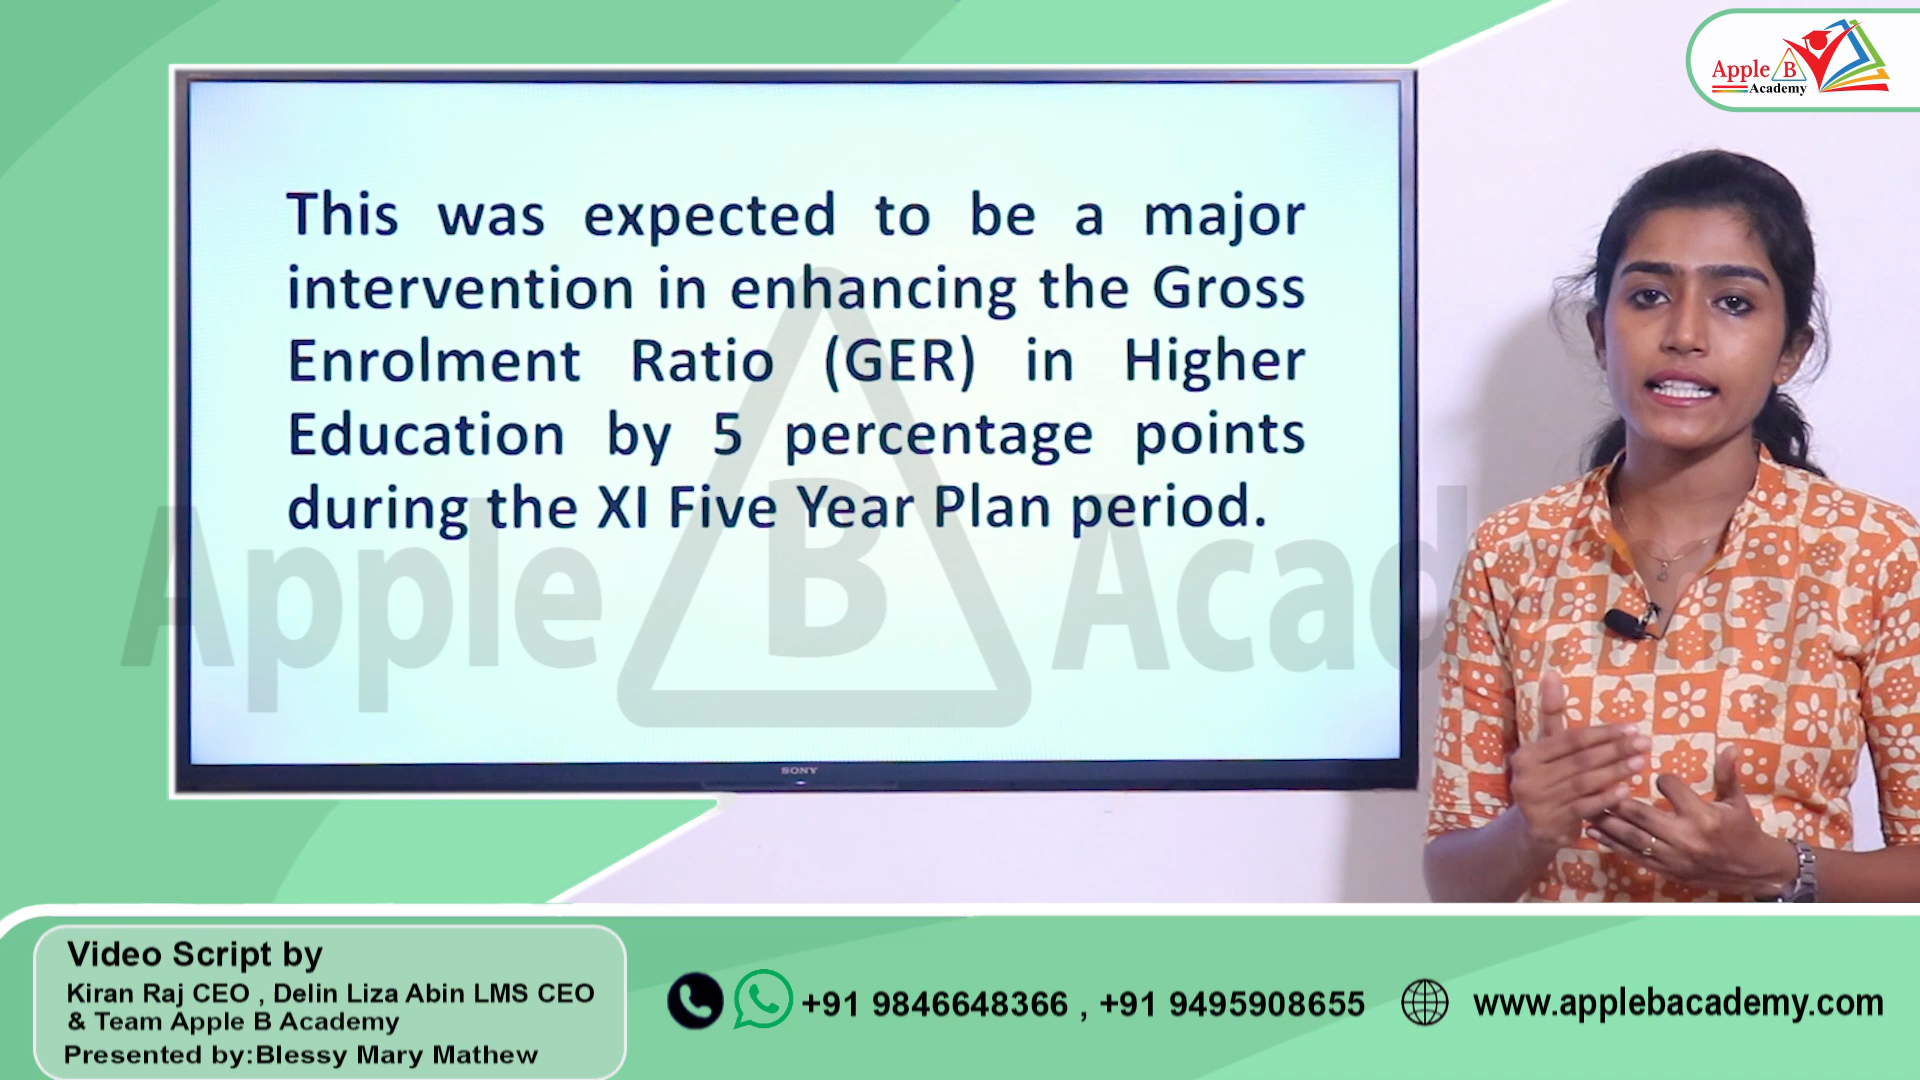 Apple B
Academy
This was expected to be a major
intervention in enhancing the Gross
Enrolment Ratio (GER) in Higher
Education by 5 percentage points
during the XI Five Year Plan period.
Apple B Academy
SONY
Video Script by
Kiran Raj CEO , Delin Liza Abin LMS CEO
& Team Apple B Academy
Presented by:Blessy Mary Mathew
+91 9846648366 , +91 9495908655
www.applebacademy.com